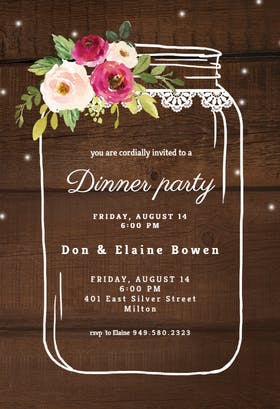 you are cordially invited to a
Dinner party
FRIDAY, AUGUST 14
6:00 PM
Don & Elaine Bowen
FRIDAY, AUGUST 14
6:00 PM
401 East Silver Street
Milton
rsvp to Elaine 949.580.2323